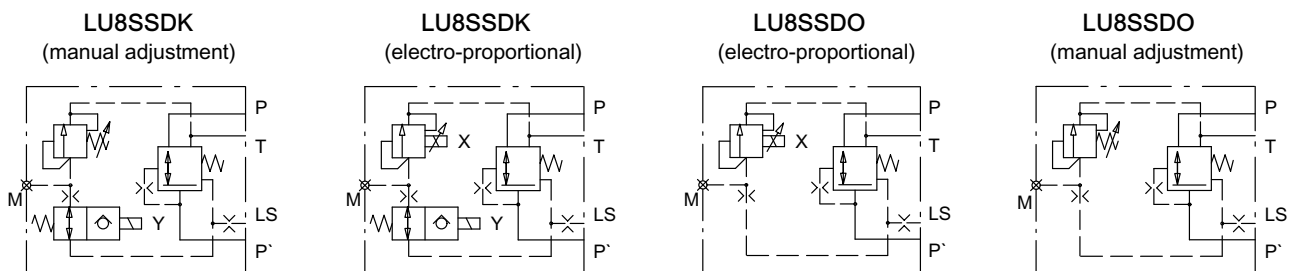 LU8SSDK
(manual adjustment)
LU8SSDK
(electro-proportional)
LU8SSDO
(electro-proportional)
LU8SSDO
(manual adjustment)
P
T
M
Y
LS
P`
P
X
T
M
Y
LS
P`
P
X
T
M
LS
P`
P
T
M
LS
P`